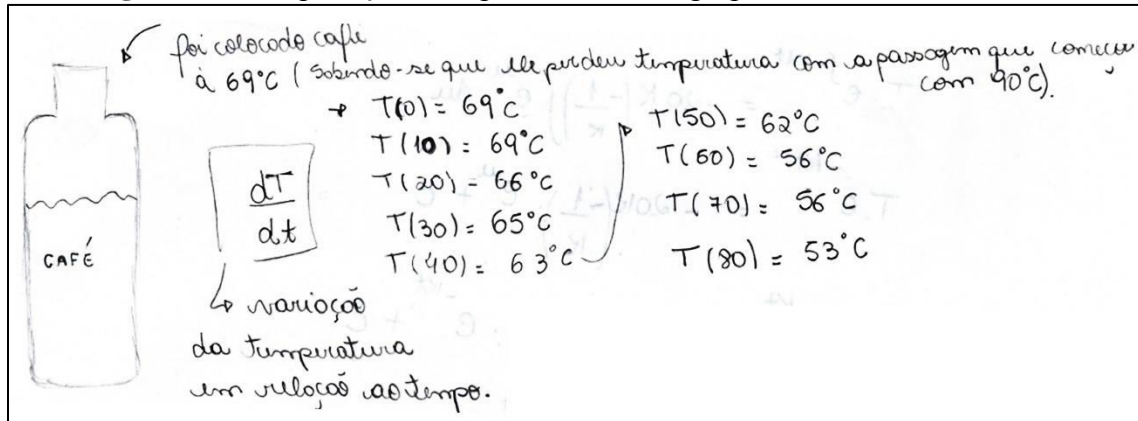 foi colocado café
à 69°C (Sabendo-se que ele perdeu temperatura com a passagem que começou
com 90°C).
T(0) = 69°C
T(10) = 69°C
T(20) = 66°C
T(30) = 65°C
T(40) = 63°C
T(50) = 62°C
T(60) = 56°C
T(70) = 56°C
T(80) = 53°C
dT
dt
CAFÉ
variação
da temperatura
em relação ao tempo.